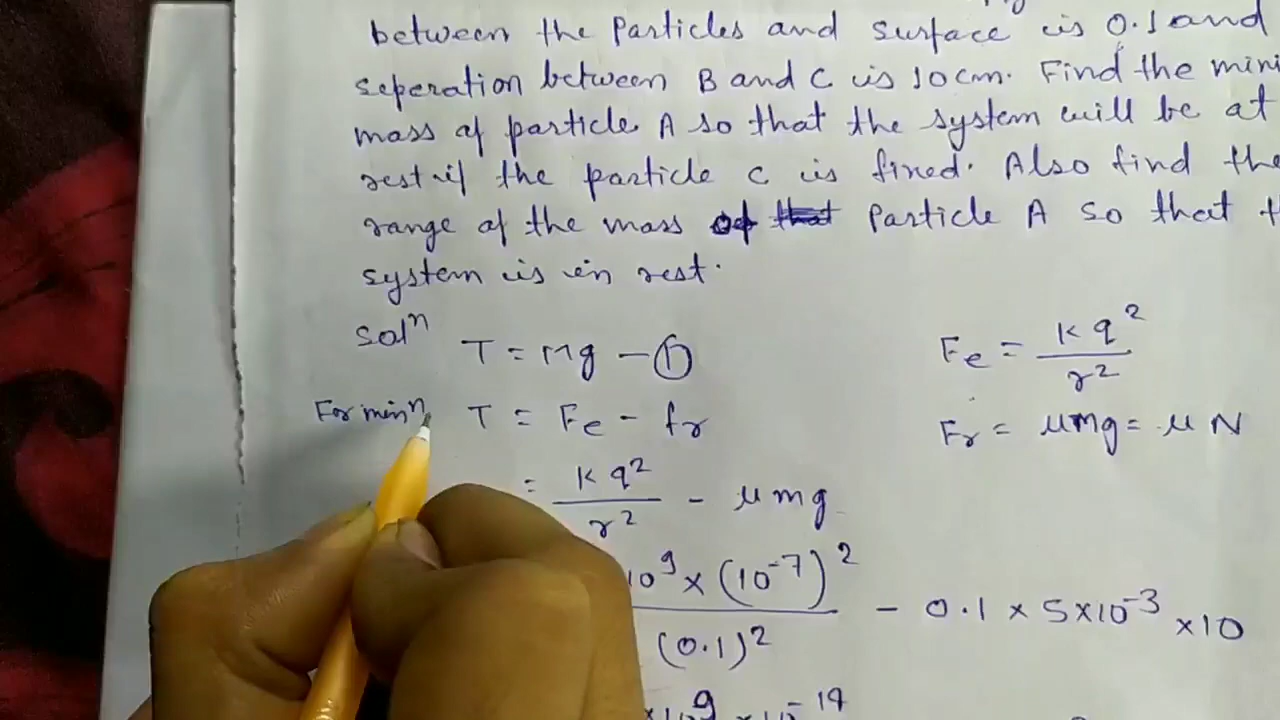 between the Particles and surface is 0.1 and
seperation between B and C is 10cm. Find the mini
mass of particle A so that the system will be at
rest if the particle C is fixed. Also find the
range of the mass of that Particle A so that t
system is in rest.
Solⁿ
T = Mg - ①
Fe = Kq² / r²
For minⁿ T = Fe - fr
Fr = μmg = μN
= Kq² / r² - μmg
10⁹ × (10⁻⁷)² / (0.1)² - 0.1 × 5×10⁻³ ×10
×10⁹ × 10⁻¹⁴